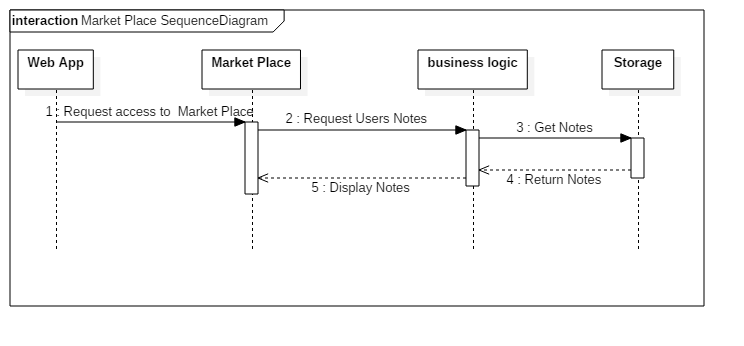 interaction Market Place SequenceDiagram
Web App
Market Place
business logic
Storage
1 : Request access to Market Place
2 : Request Users Notes
3 : Get Notes
4 : Return Notes
5 : Display Notes